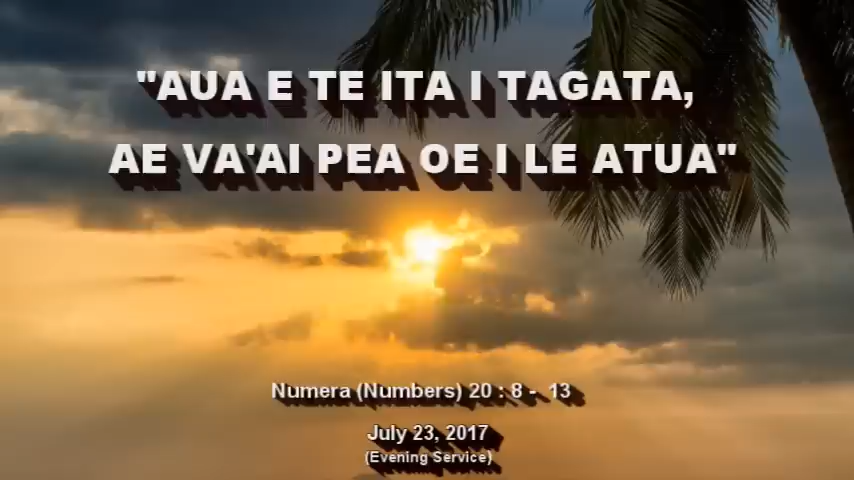 "AUA E TE ITA I TAGATA,
AE VA'AI PEA OE I LE ATUA"
Numera (Numbers) 20 : 8 - 13
July 23, 2017
(Evening Service)